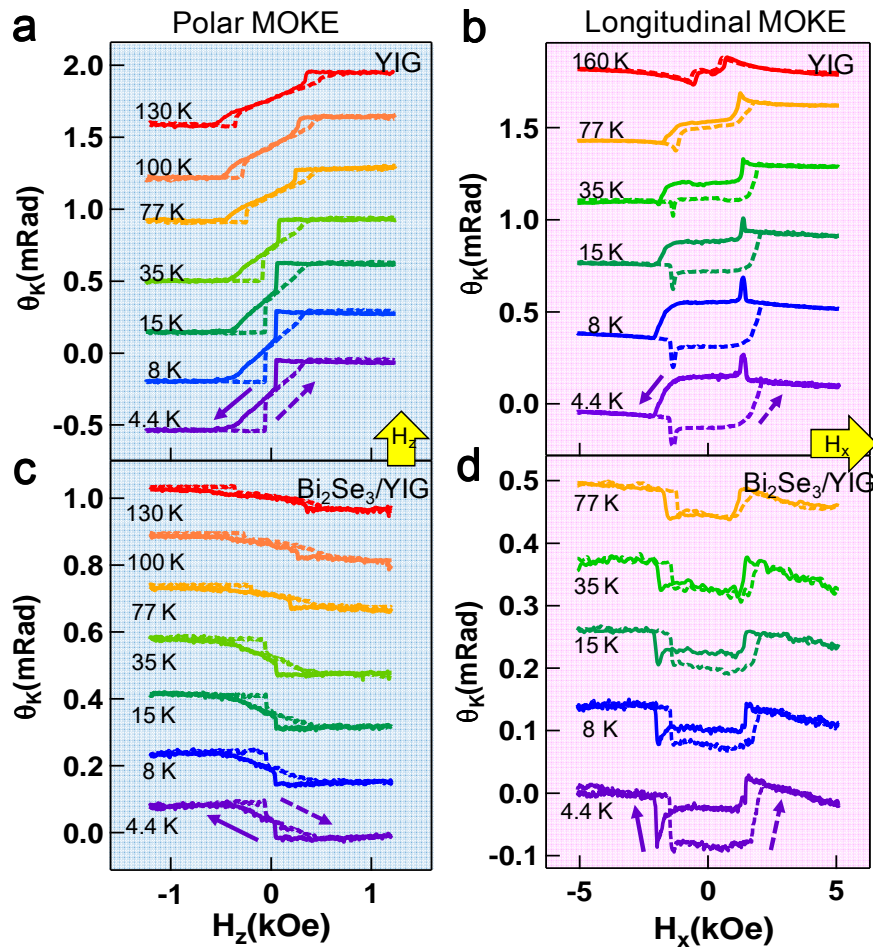 a
Polar MOKE
YIG
2.0
1.5
1.0
0.5
0.0
-0.5
θK(mRad)
130 K
100 K
77 K
35 K
15 K
8 K
4.4 K
Hz
b
Longitudinal MOKE
YIG
1.5
1.0
0.5
0.0
θK(mRad)
160 K
77 K
35 K
15 K
8 K
4.4 K
Hx
c
Bi2Se3/YIG
1.0
0.8
0.6
0.4
0.2
0.0
θK(mRad)
130 K
100 K
77 K
35 K
15 K
8 K
4.4 K
-1 0 1
Hz(kOe)
d
Bi2Se3/YIG
0.5
0.4
0.3
0.2
0.1
0.0
-0.1
θK(mRad)
77 K
35 K
15 K
8 K
4.4 K
-5 0 5
Hx(kOe)